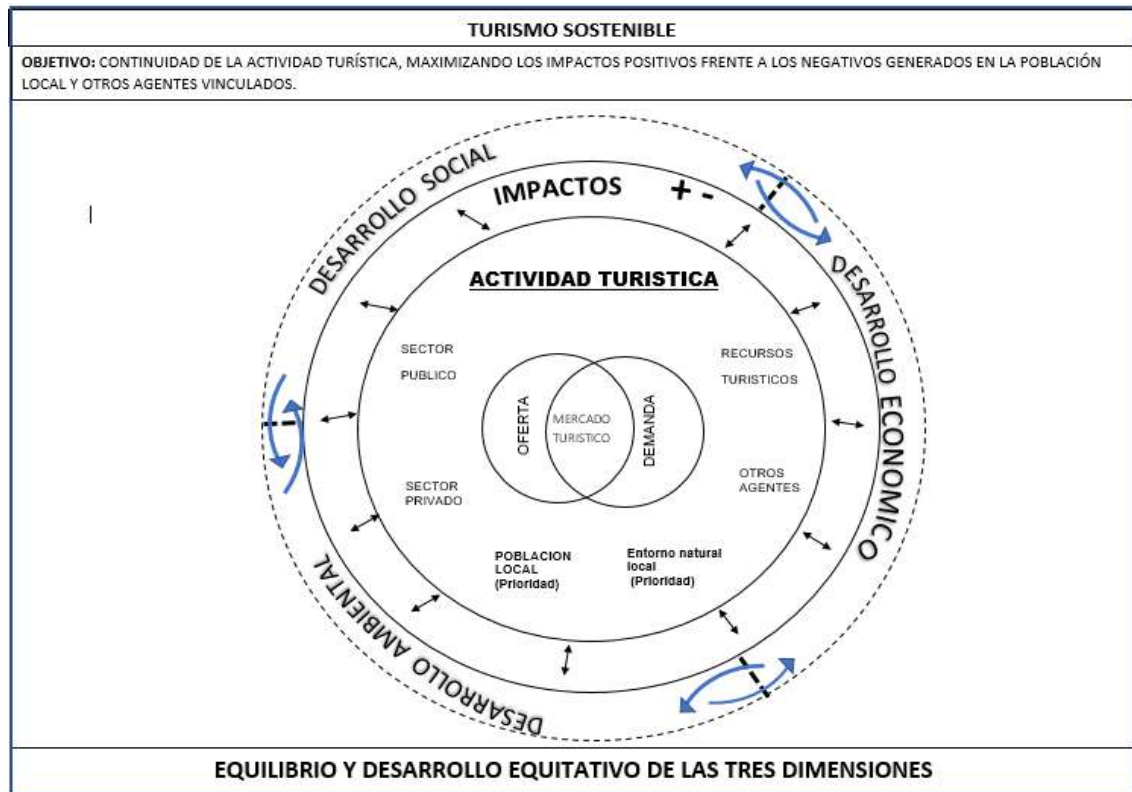 TURISMO SOSTENIBLE
OBJETIVO: CONTINUIDAD DE LA ACTIVIDAD TURÍSTICA, MAXIMIZANDO LOS IMPACTOS POSITIVOS FRENTE A LOS NEGATIVOS GENERADOS EN LA POBLACIÓN
LOCAL Y OTROS AGENTES VINCULADOS.
DESARROLLO SOCIAL
IMPACTOS + -
DESARROLLO ECONOMICO
ACTIVIDAD TURISTICA
SECTOR
PUBLICO
RECURSOS
TURISTICOS
OFERTA
MERCADO
TURISTICO
DEMANDA
SECTOR
PRIVADO
OTROS
AGENTES
POBLACION
LOCAL
(Prioridad)
Entorno natural
local
(Prioridad)
DESARROLLO AMBIENTAL
EQUILIBRIO Y DESARROLLO EQUITATIVO DE LAS TRES DIMENSIONES